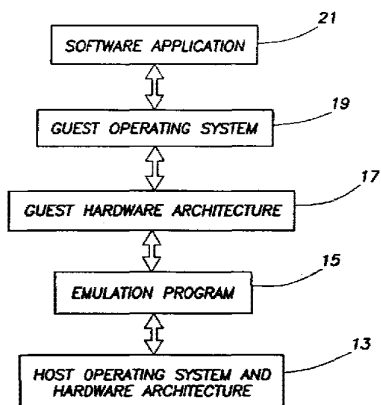 21
SOFTWARE APPLICATION
19
GUEST OPERATING SYSTEM
17
GUEST HARDWARE ARCHITECTURE
15
EMULATION PROGRAM
13
HOST OPERATING SYSTEM AND
HARDWARE ARCHITECTURE